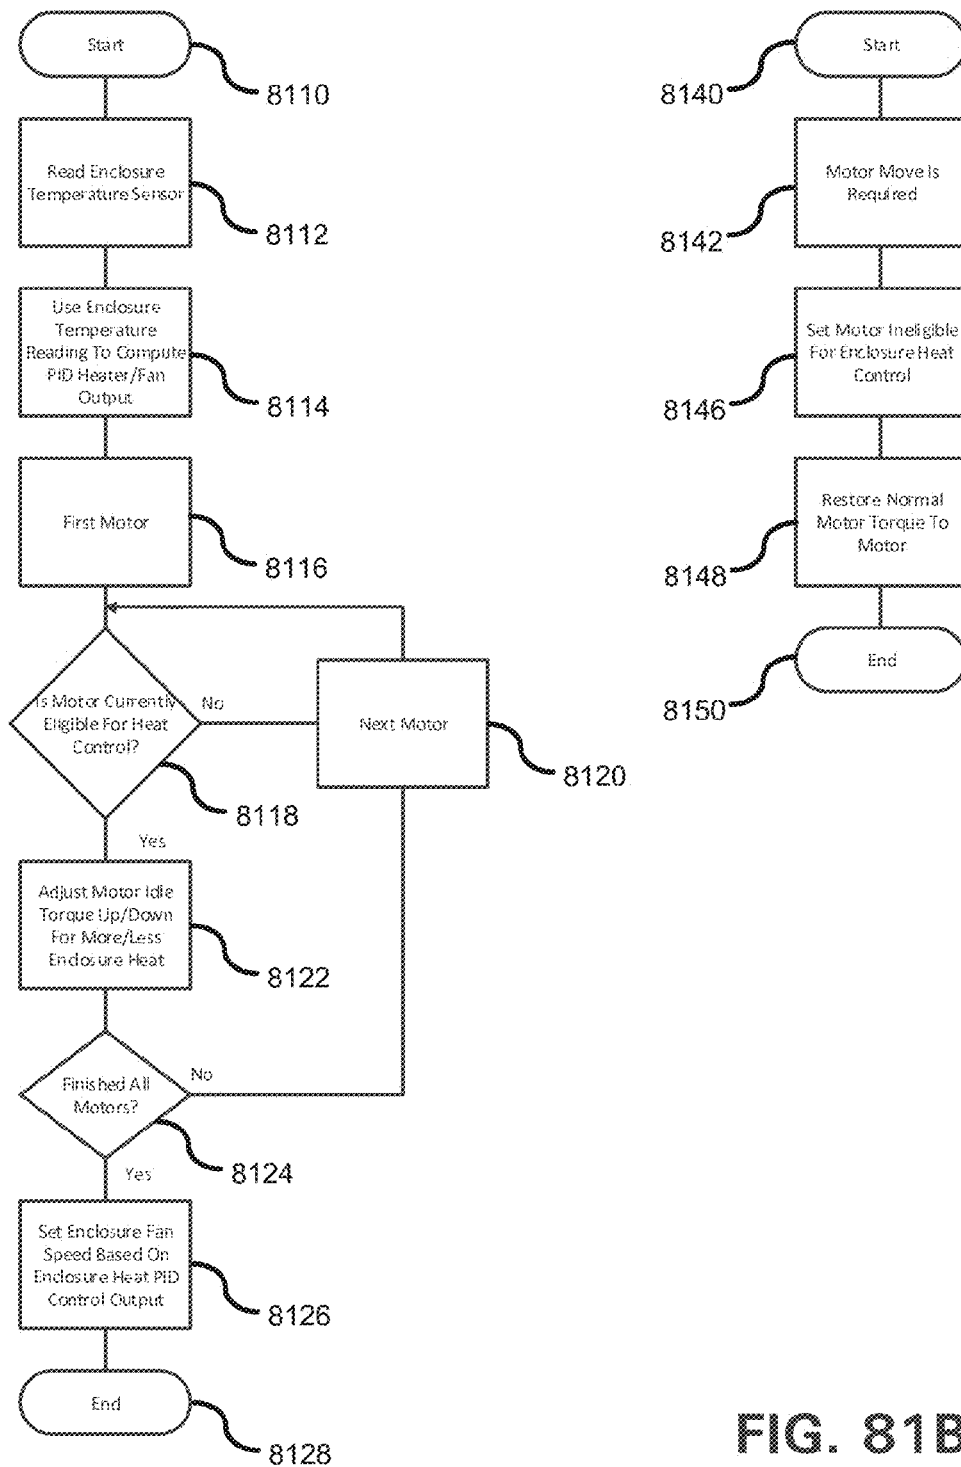 Start
8110
Read Enclosure
Temperature Sensor
8112
Use Enclosure
Temperature
Reading To Compute
PID Heater/Fan
Output
8114
First Motor
8116
Is Motor Currently
Eligible For Heat
Control?
No
8118
Next Motor
8120
Yes
Adjust Motor Idle
Torque Up/Down
For More/Less
Enclosure Heat
8122
Finished All
Motors?
No
8124
Yes
Set Enclosure Fan
Speed Based On
Enclosure Heat PID
Control Output
8126
End
8128
Start
8140
Motor Move Is
Required
8142
Set Motor Ineligible
For Enclosure Heat
Control
8146
Restore Normal
Motor Torque To
Motor
8148
End
8150
FIG. 81B